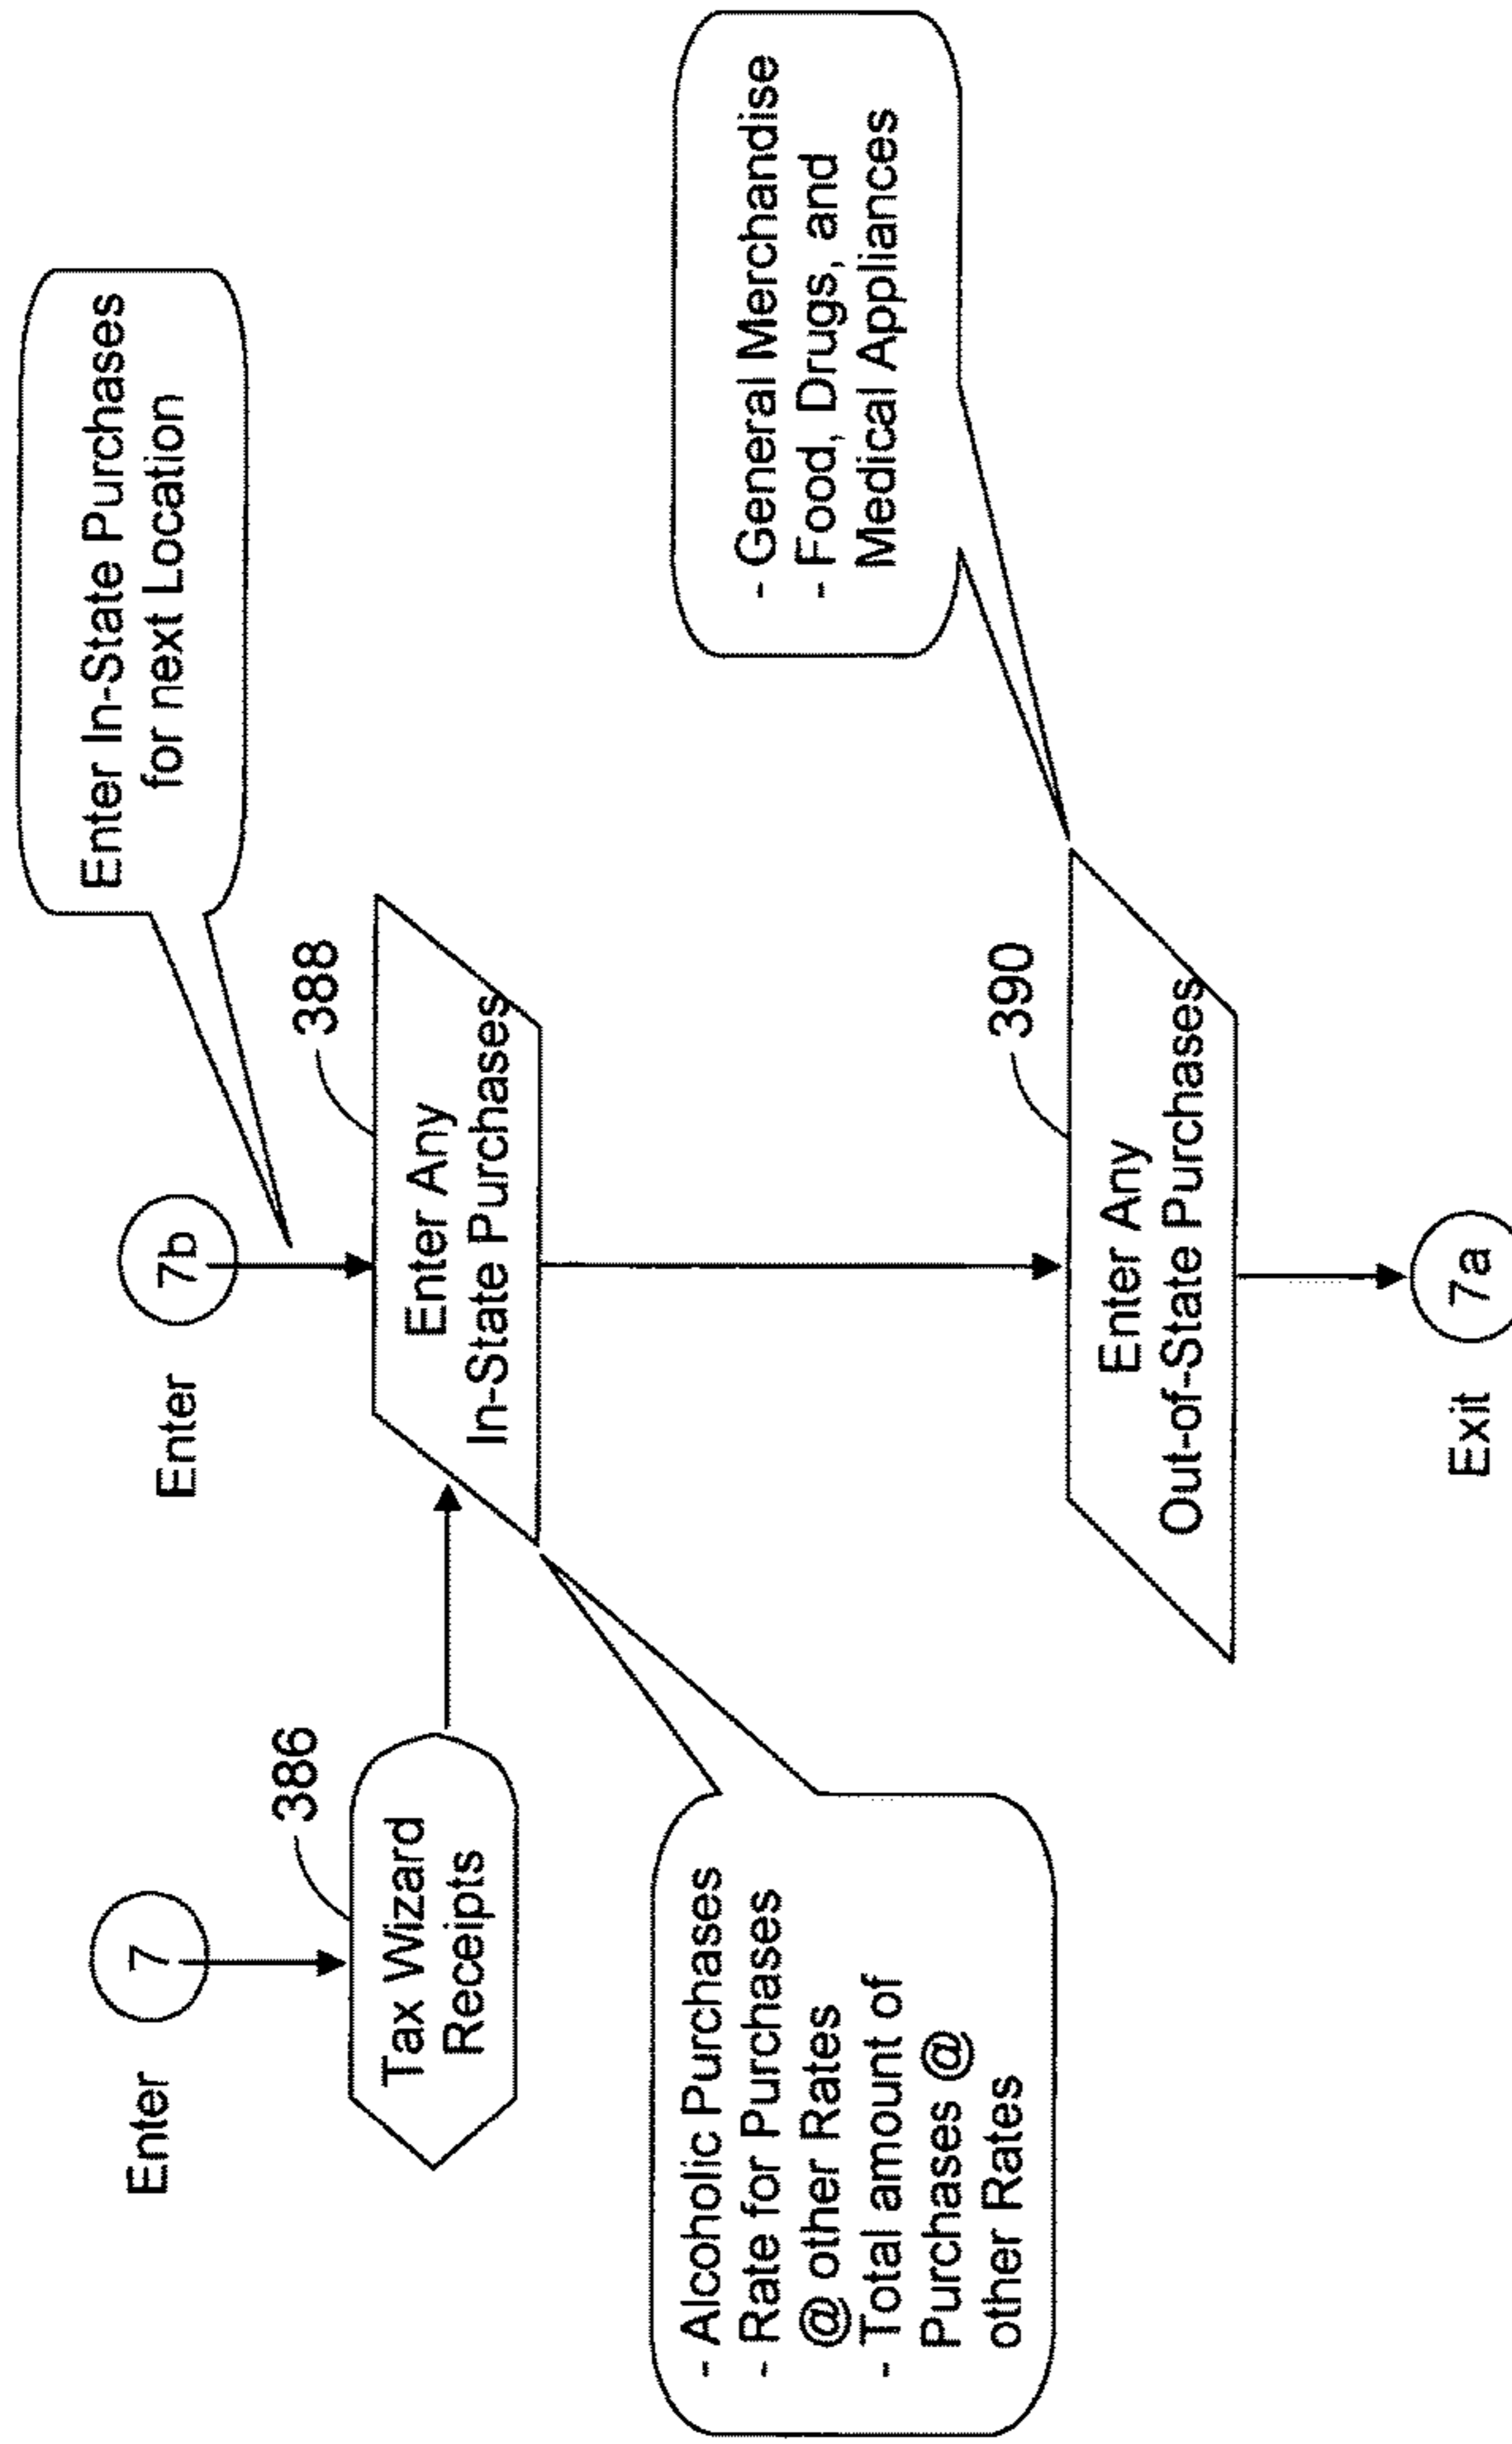 Enter
7
386
Tax Wizard
Receipts
Enter
7b
Enter In-State Purchases
for next Location
388
Enter Any
In-State Purchases
- Alcoholic Purchases
- Rate for Purchases
@ other Rates
- Total amount of
Purchases @
other Rates
390
Enter Any
Out-of-State Purchases
- General Merchandise
- Food, Drugs, and
Medical Appliances
Exit
7a